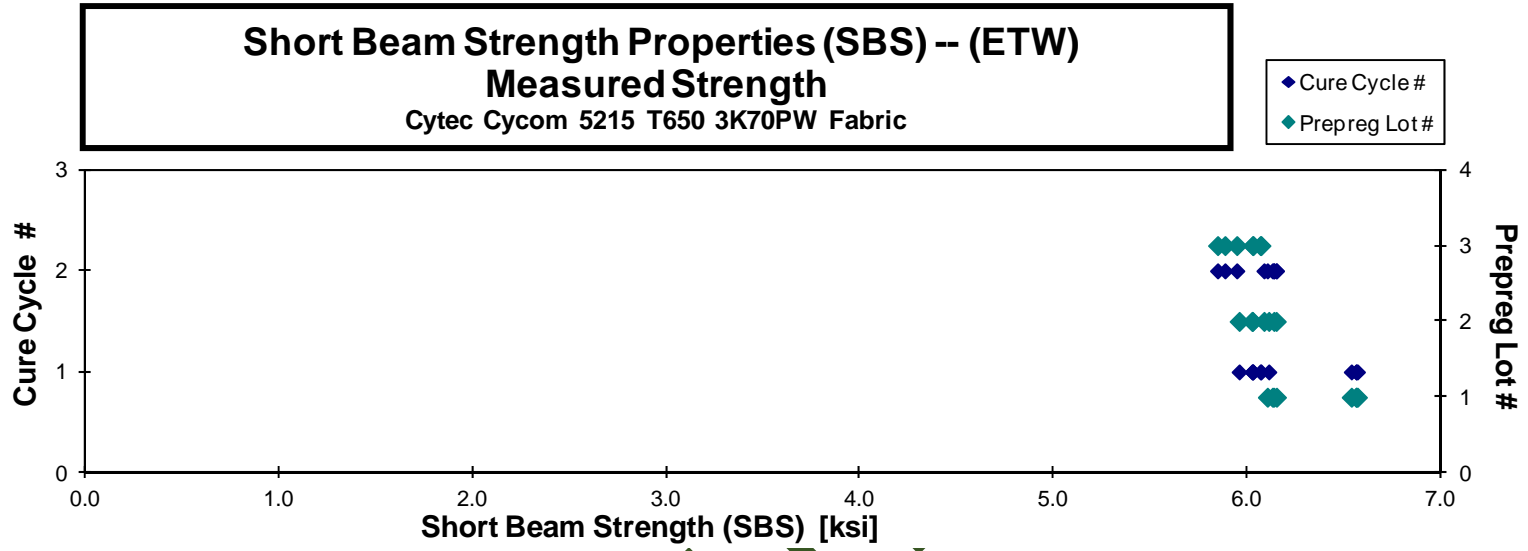 Short Beam Strength Properties (SBS) -- (ETW)
Measured Strength
Cytec Cycom 5215 T650 3K70PW Fabric
Cure Cycle #
Prepreg Lot #
3
2
1
0
Cure Cycle #
4
3
2
1
0
Prepreg Lot #
0.0 1.0 2.0 3.0 4.0 5.0 6.0 7.0
Short Beam Strength (SBS) [ksi]